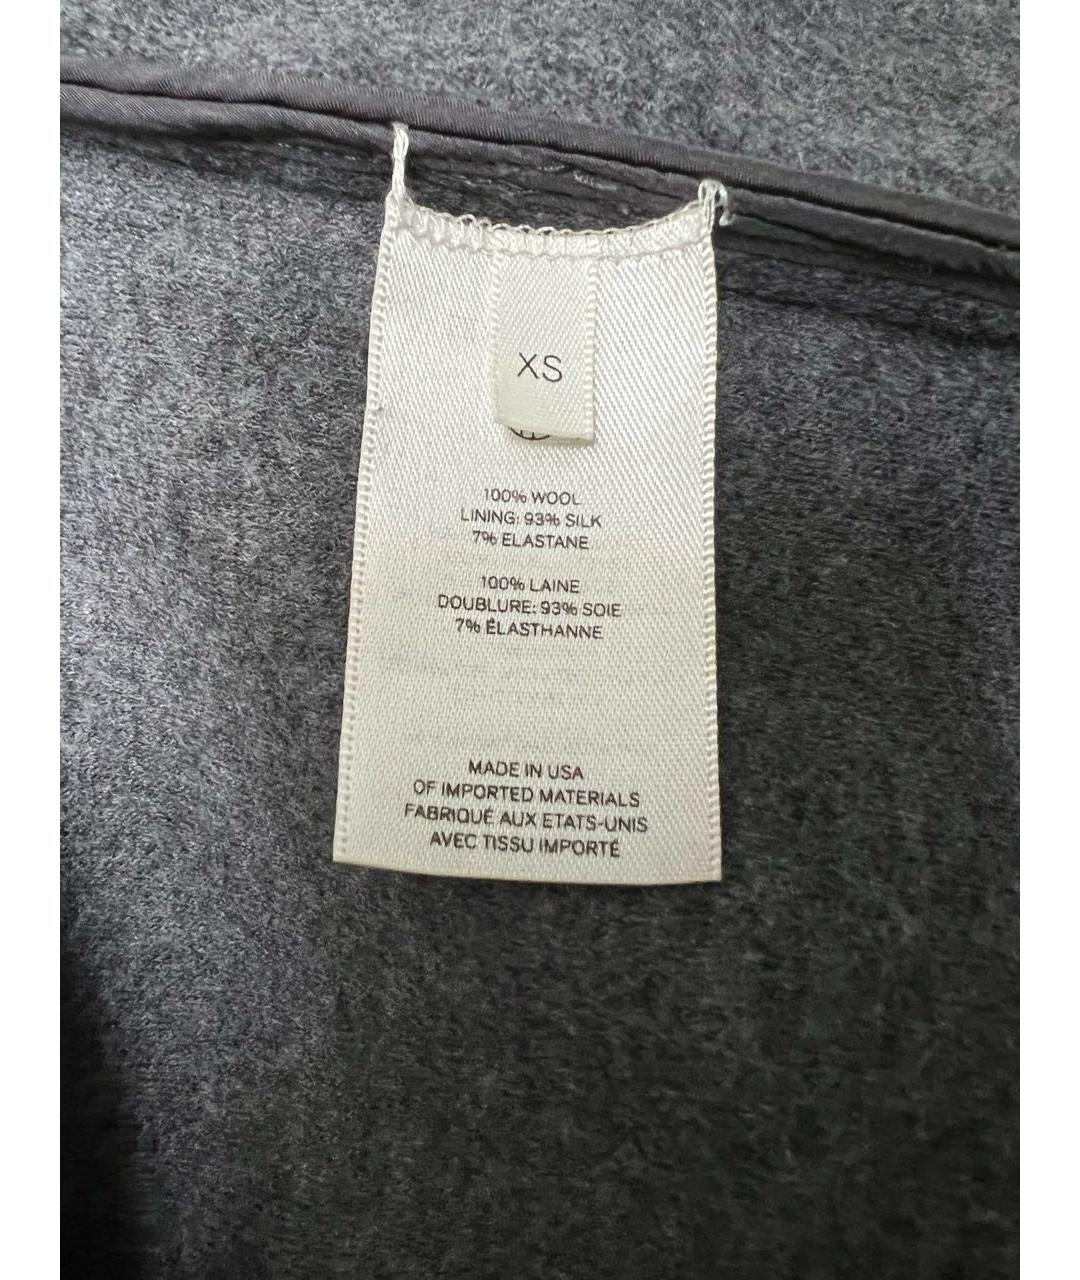 XS
100% WOOL
LINING: 93% SILK
7% ELASTANE
100% LAINE
DOUBLURE: 93% SOIE
7% ÉLASTHANNE
MADE IN USA
OF IMPORTED MATERIALS
FABRIQUÉ AUX ETATS-UNIS
AVEC TISSU IMPORTÉ